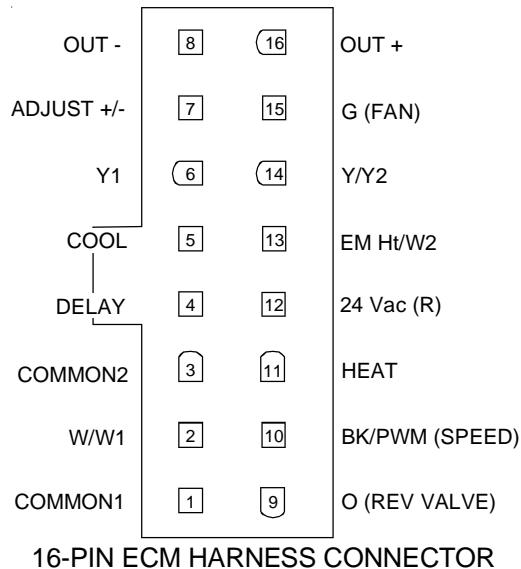 OUT - 8 16 OUT +
ADJUST +/- 7 15 G (FAN)
Y1 6 14 Y/Y2
COOL 5 13 EM Ht/W2
DELAY 4 12 24 Vac (R)
COMMON2 3 11 HEAT
W/W1 2 10 BK/PWM (SPEED)
COMMON1 1 9 O (REV VALVE)
16-PIN ECM HARNESS CONNECTOR